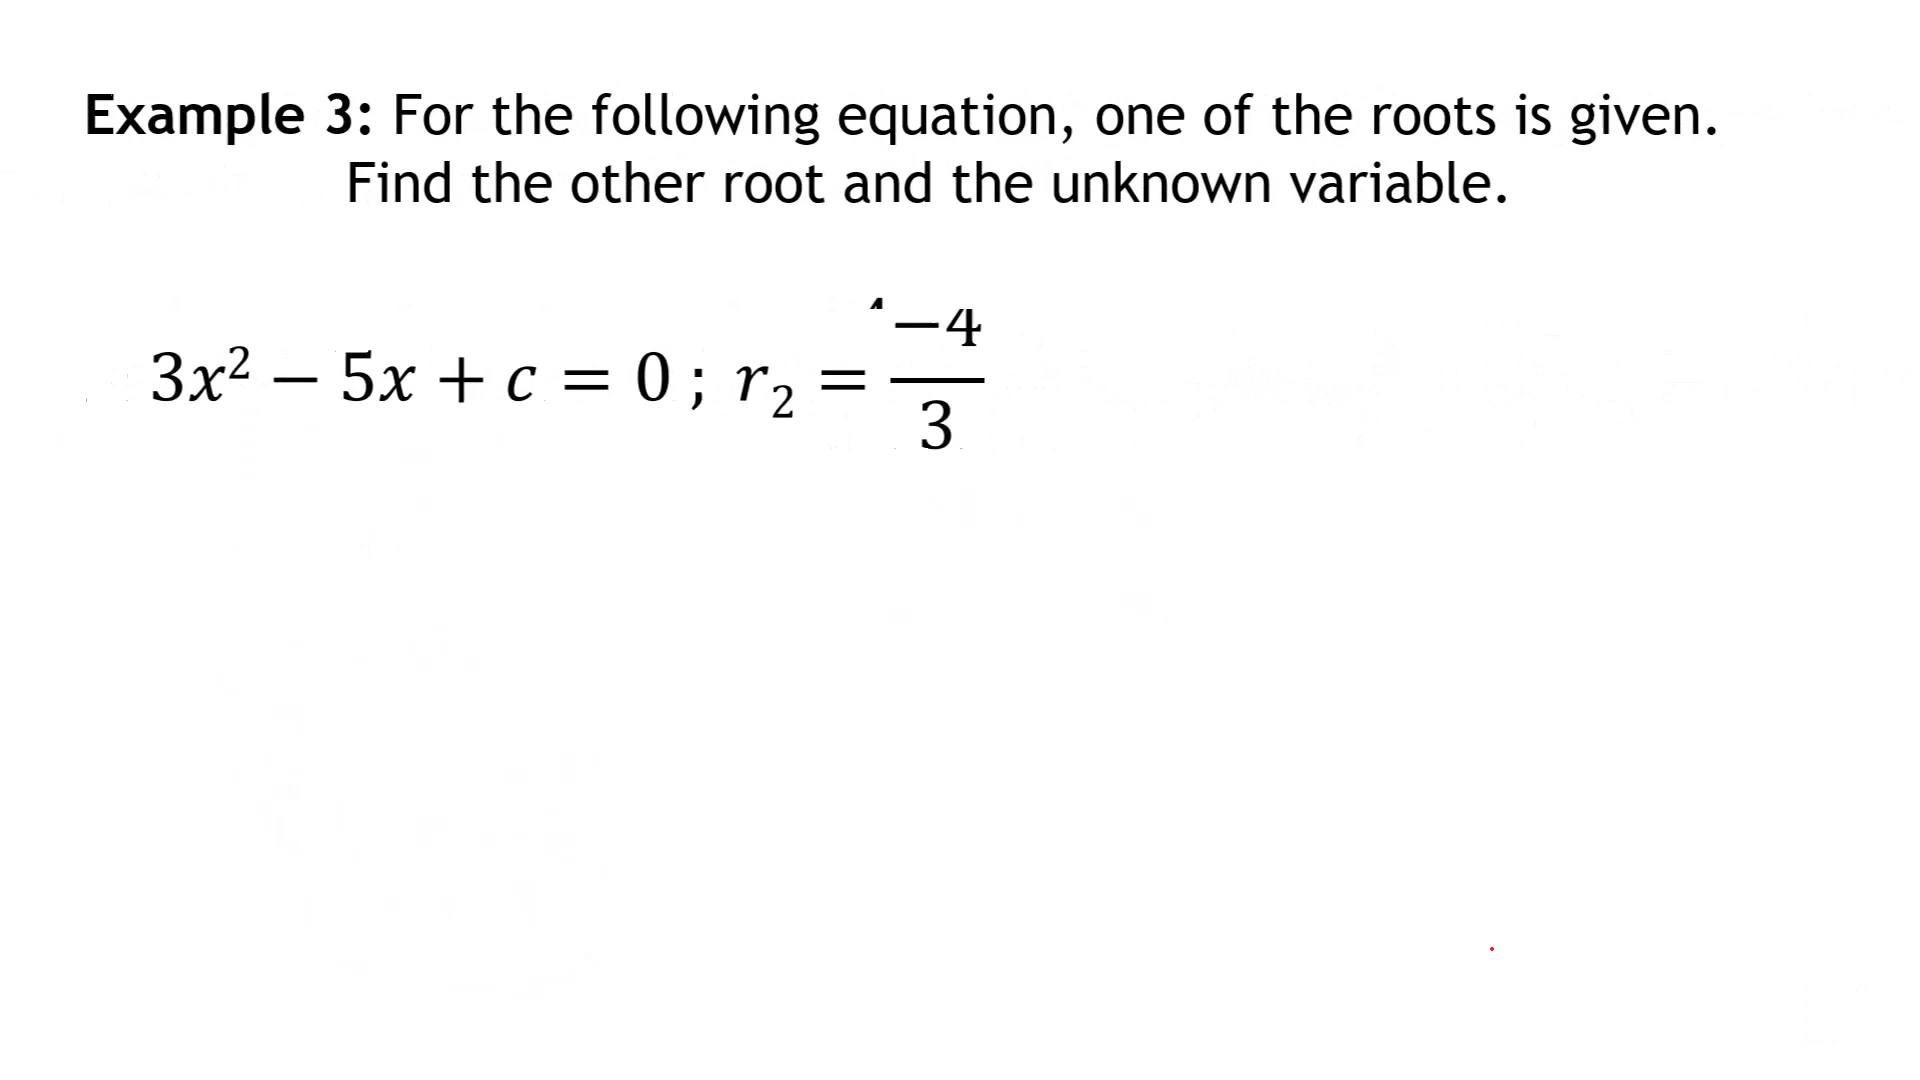 Example 3: For the following equation, one of the roots is given.
Find the other root and the unknown variable.
3x² − 5x + c = 0 ; r₂ = −4/3